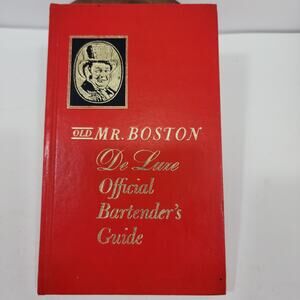 OLD MR. BOSTON
De Luxe
Official
Bartender's
Guide